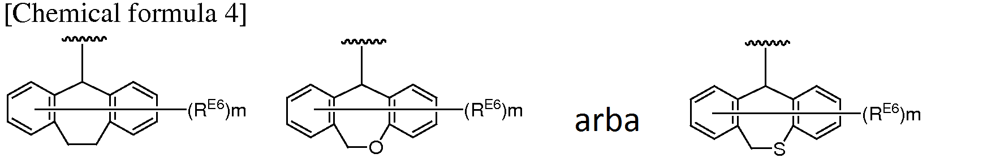 [Chemical formula 4]
(R^E6)m (R^E6)m arba (R^E6)m
O S